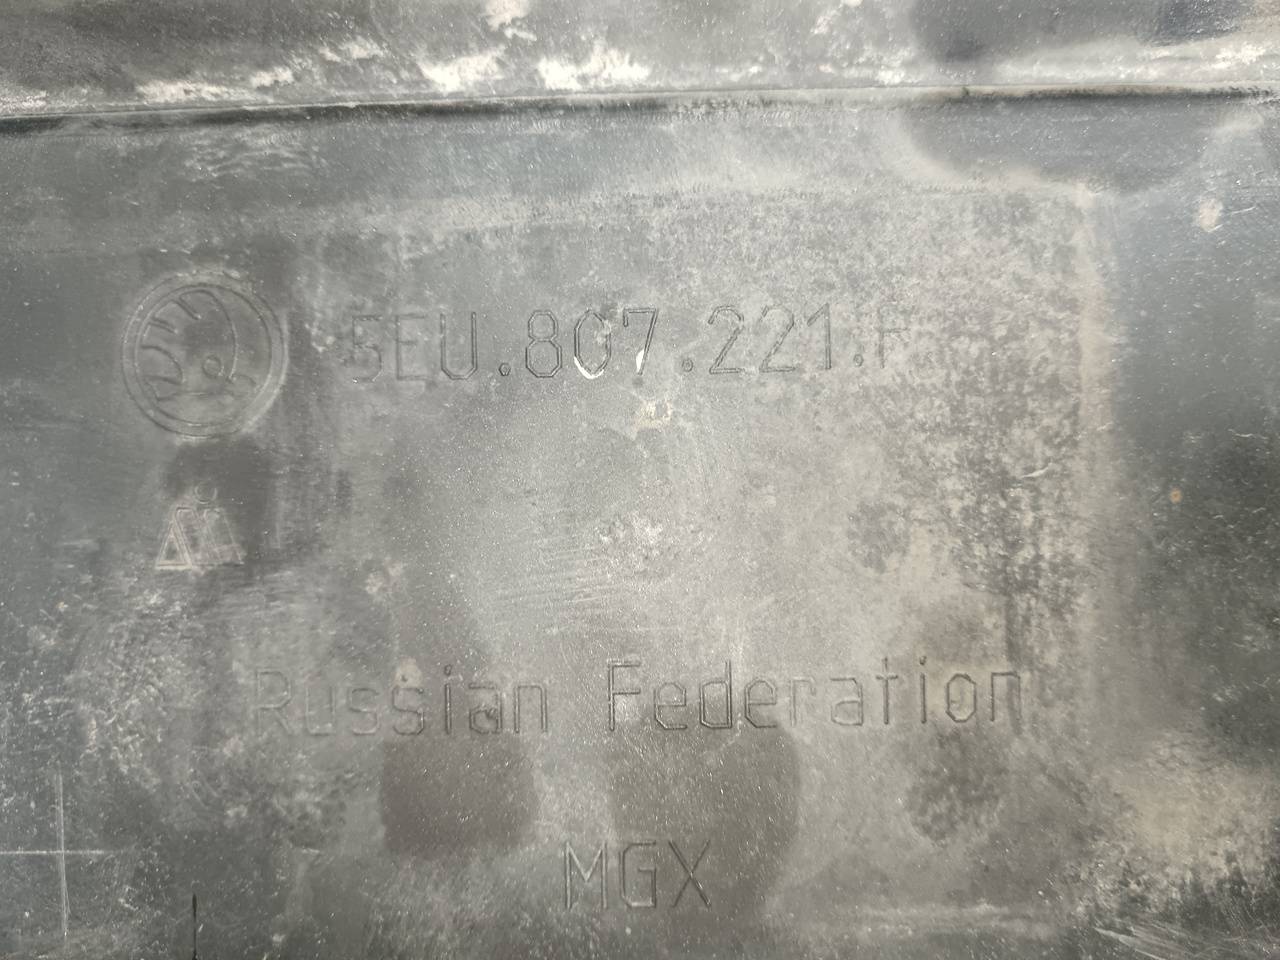 5EU.807.221.F
Russian Federation
MGX